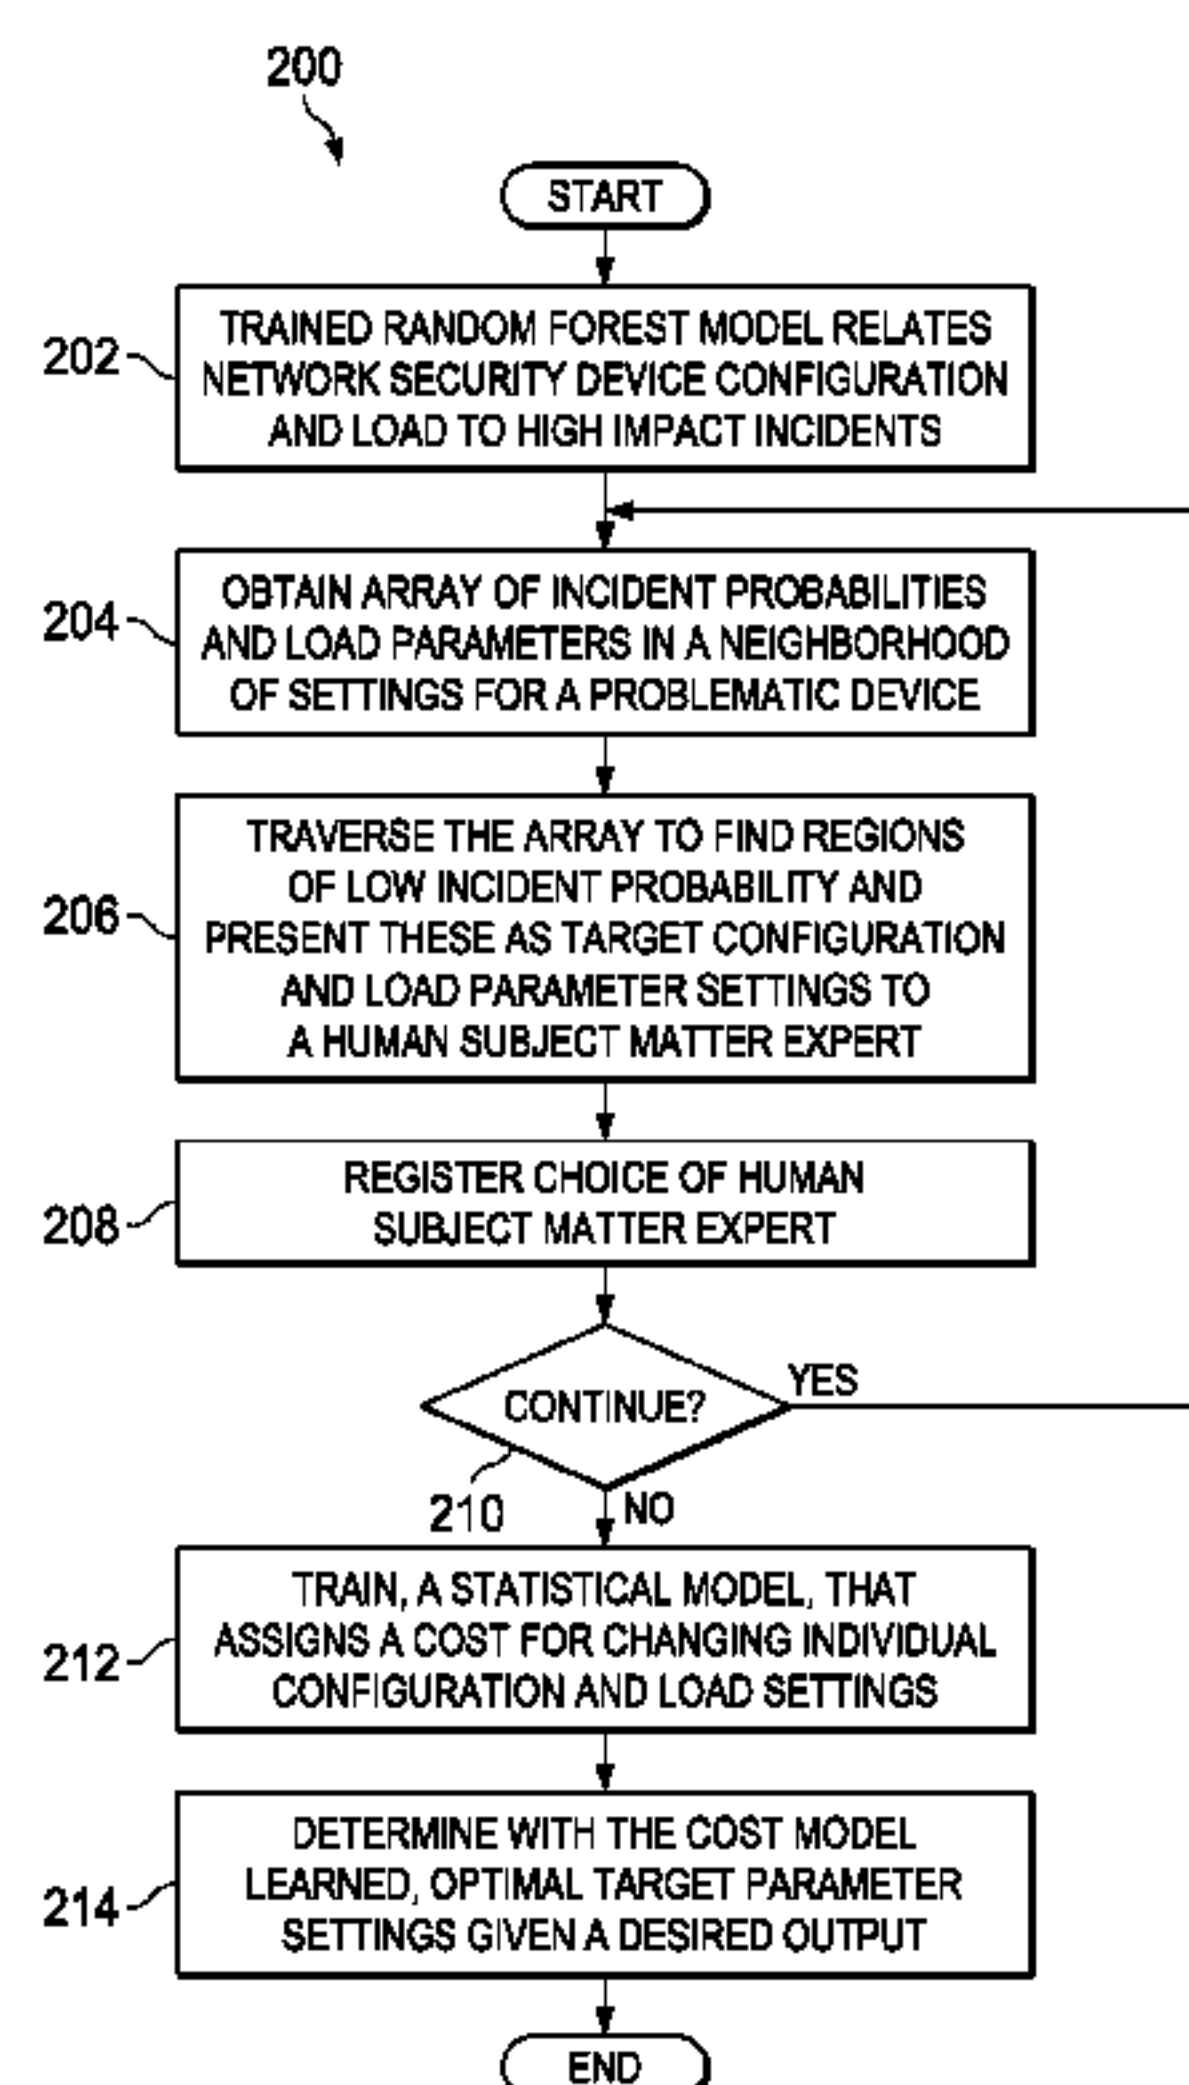 200
START
202
TRAINED RANDOM FOREST MODEL RELATES
NETWORK SECURITY DEVICE CONFIGURATION
AND LOAD TO HIGH IMPACT INCIDENTS
204
OBTAIN ARRAY OF INCIDENT PROBABILITIES
AND LOAD PARAMETERS IN A NEIGHBORHOOD
OF SETTINGS FOR A PROBLEMATIC DEVICE
206
TRAVERSE THE ARRAY TO FIND REGIONS
OF LOW INCIDENT PROBABILITY AND
PRESENT THESE AS TARGET CONFIGURATION
AND LOAD PARAMETER SETTINGS TO
A HUMAN SUBJECT MATTER EXPERT
208
REGISTER CHOICE OF HUMAN
SUBJECT MATTER EXPERT
CONTINUE?
YES
210
NO
212
TRAIN, A STATISTICAL MODEL, THAT
ASSIGNS A COST FOR CHANGING INDIVIDUAL
CONFIGURATION AND LOAD SETTINGS
214
DETERMINE WITH THE COST MODEL
LEARNED, OPTIMAL TARGET PARAMETER
SETTINGS GIVEN A DESIRED OUTPUT
END